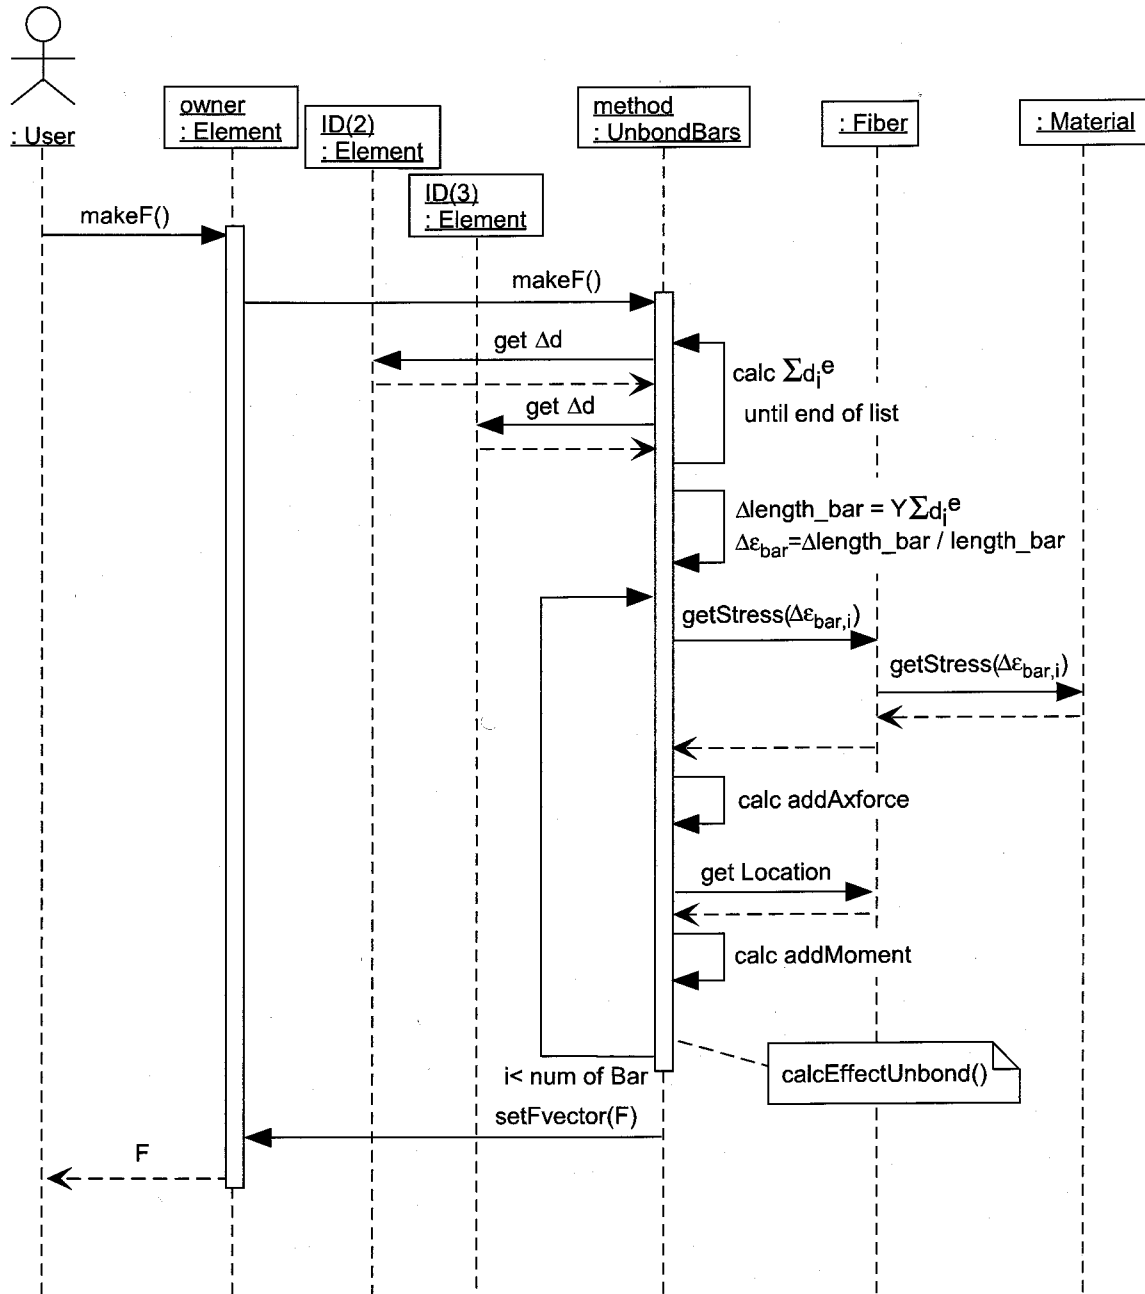 : User
owner
: Element
ID(2)
: Element
ID(3)
: Element
method
: UnbondBars
: Fiber
: Material
makeF()
makeF()
get Δd
calc Σdᵢᵉ
until end of list
get Δd
Δlength_bar = YΣdᵢᵉ
Δε_bar=Δlength_bar / length_bar
getStress(Δε_bar,i)
getStress(Δε_bar,i)
calc addAxforce
get Location
calc addMoment
calcEffectUnbond()
i< num of Bar
setFvector(F)
F